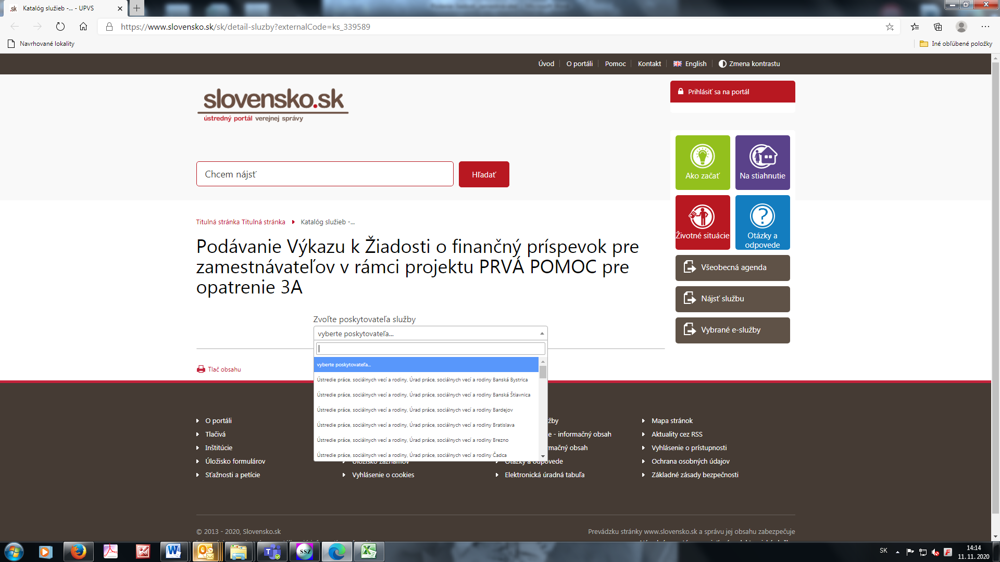 .sk Katalóg služieb -... - UPVS
https://www.slovensko.sk/sk/detail-sluzby?externalCode=ks_339589
Navrhované lokality
Iné obľúbené položky
Úvod
O portáli
Pomoc
Kontakt
English
Zmena kontrastu
slovensko.sk
ústredný portál verejnej správy
Prihlásiť sa na portál
Chcem nájsť
Hľadať
Ako začať
Na stiahnutie
Životné situácie
Otázky a
odpovede
Všeobecná agenda
Nájsť službu
Vybrané e-služby
Titulná stránka Titulná stránka
Katalóg služieb -...
Podávanie Výkazu k Žiadosti o finančný príspevok pre
zamestnávateľov v rámci projektu PRVÁ POMOC pre
opatrenie 3A
Zvoľte poskytovateľa služby
vyberte poskytovateľa...
vyberte poskytovateľa...
Ústredie práce, sociálnych vecí a rodiny, Úrad práce, sociálnych vecí a rodiny Banská Bystrica
Ústredie práce, sociálnych vecí a rodiny, Úrad práce, sociálnych vecí a rodiny Banská Štiavnica
Ústredie práce, sociálnych vecí a rodiny, Úrad práce, sociálnych vecí a rodiny Bardejov
Ústredie práce, sociálnych vecí a rodiny, Úrad práce, sociálnych vecí a rodiny Bratislava
Ústredie práce, sociálnych vecí a rodiny, Úrad práce, sociálnych vecí a rodiny Brezno
Ústredie práce, sociálnych vecí a rodiny, Úrad práce, sociálnych vecí a rodiny Čadca
Tlač obsahu
O portáli
Tlačivá
Inštitúcie
Úložisko formulárov
Sťažnosti a petície
Úložisko záznamov
Vyhlásenie o cookies
žby
e - informačný obsah
rmačný obsah
Otázky a odpovede
Elektronická úradná tabuľa
Mapa stránok
Aktuality cez RSS
Vyhlásenie o prístupnosti
Ochrana osobných údajov
Základné zásady bezpečnosti
© 2013 - 2020, Slovensko.sk
Prevádzku stránky www.slovensko.sk a správu jej obsahu zabezpečuje
SSZ
SK
14:14
11. 11. 2020